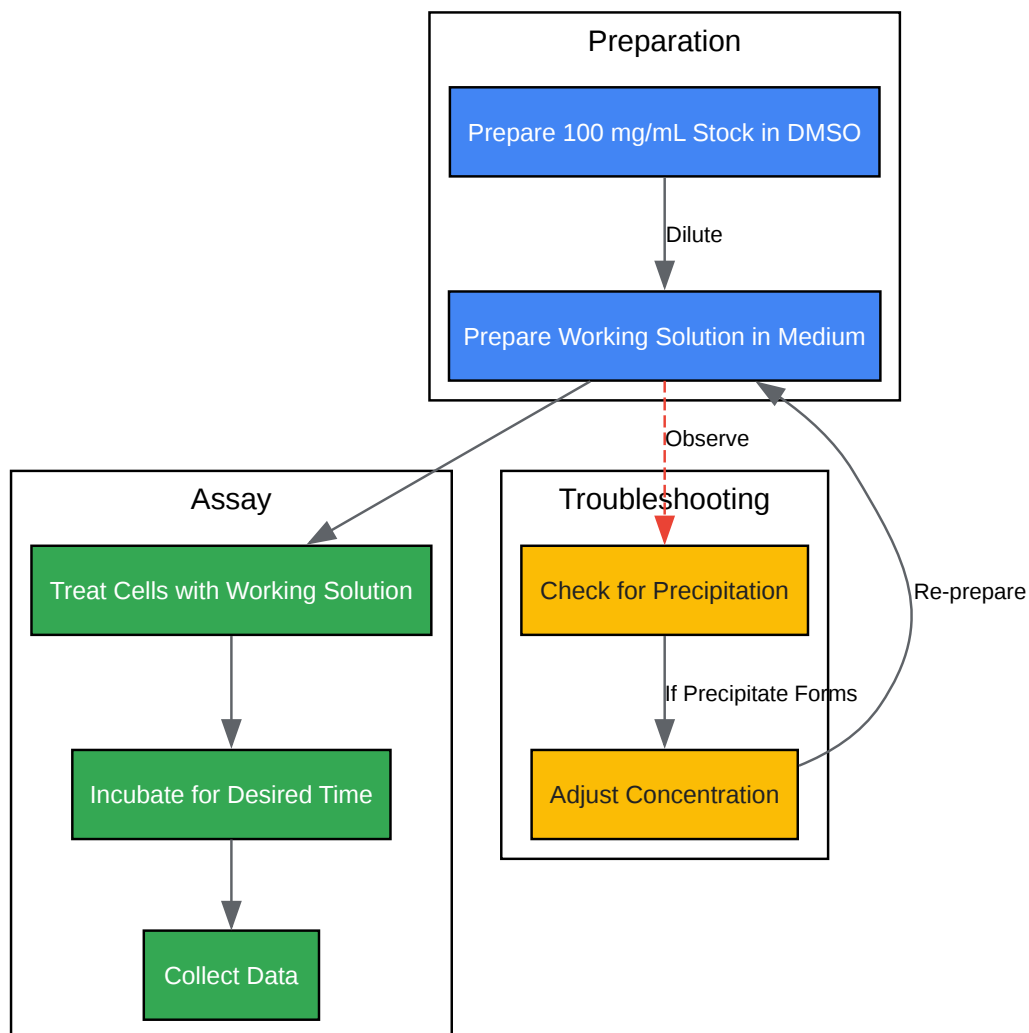 Preparation
Prepare 100 mg/mL Stock in DMSO
Dilute
Prepare Working Solution in Medium
Observe
Assay
Treat Cells with Working Solution
Incubate for Desired Time
Collect Data
Troubleshooting
Check for Precipitation
If Precipitate Forms
Adjust Concentration
Re-prepare